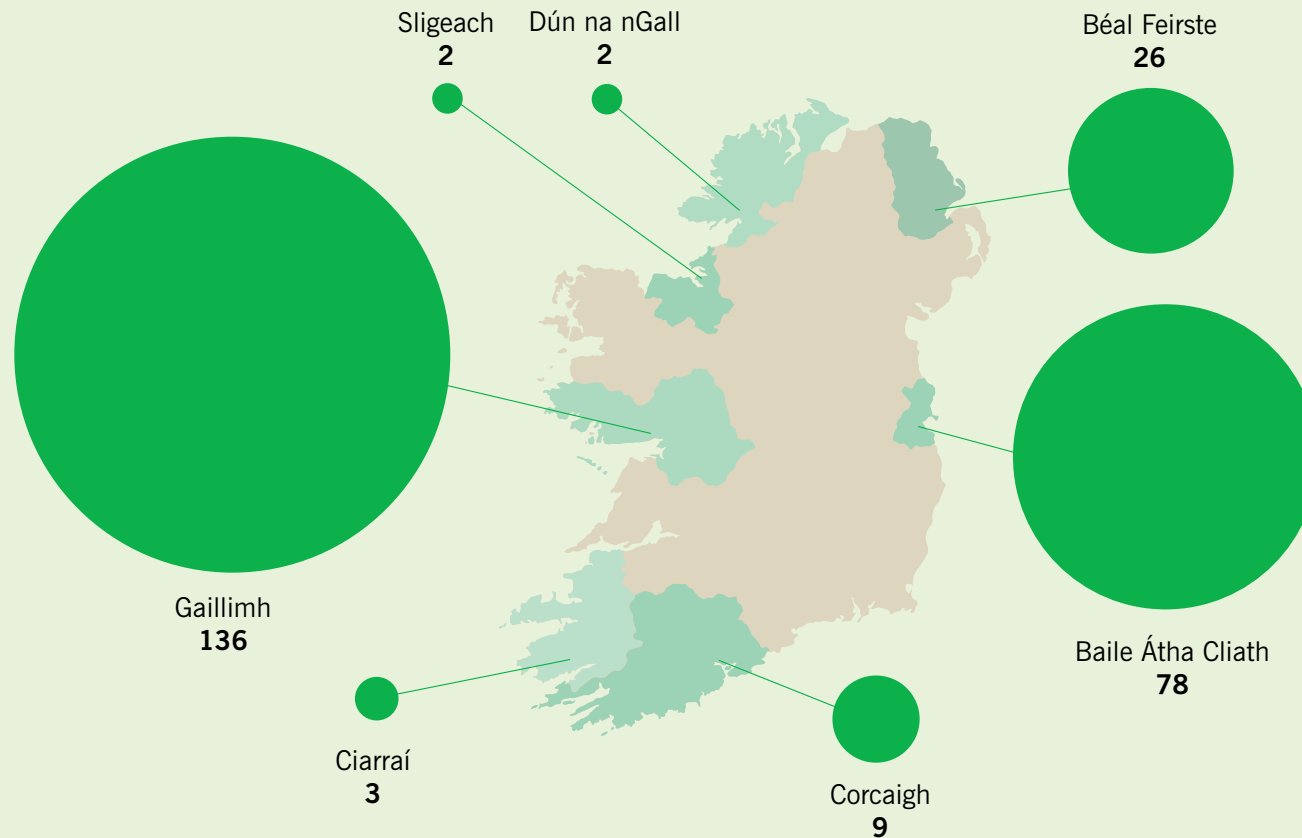 Sligeach
2
Dún na nGall
2
Béal Feirste
26
Gaillimh
136
Baile Átha Cliath
78
Ciarraí
3
Corcaigh
9